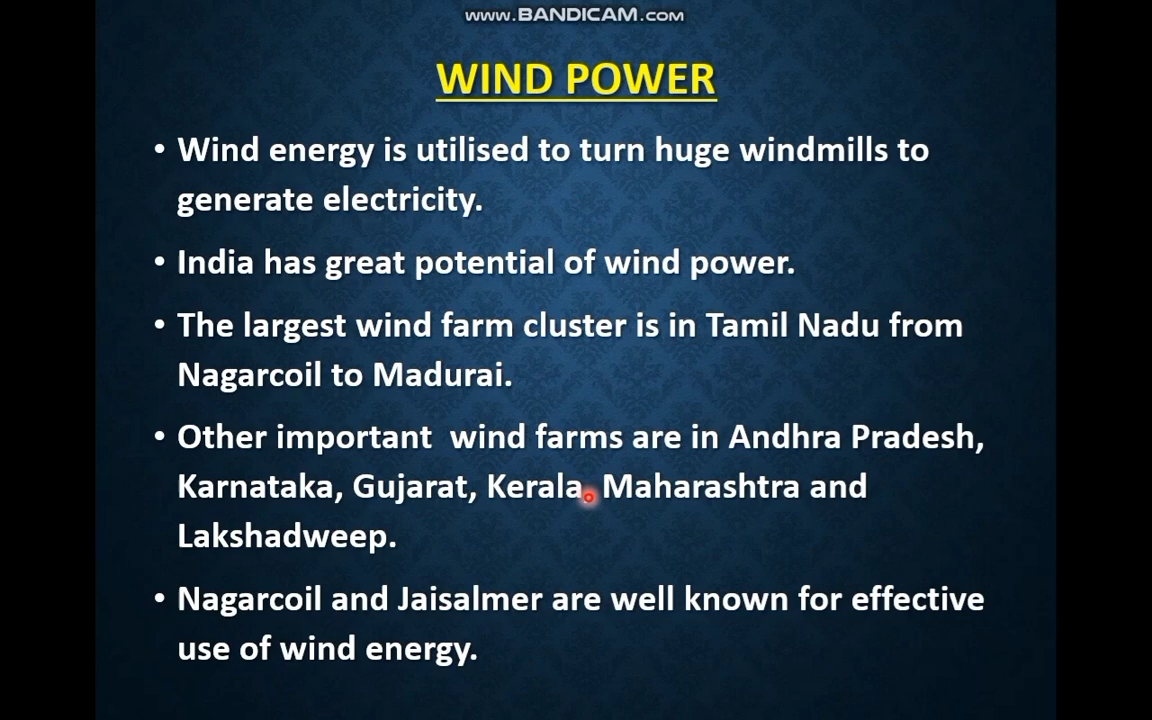 www.BANDICAM.com
WIND POWER
• Wind energy is utilised to turn huge windmills to
generate electricity.
• India has great potential of wind power.
• The largest wind farm cluster is in Tamil Nadu from
Nagarcoil to Madurai.
• Other important wind farms are in Andhra Pradesh,
Karnataka, Gujarat, Kerala, Maharashtra and
Lakshadweep.
• Nagarcoil and Jaisalmer are well known for effective
use of wind energy.